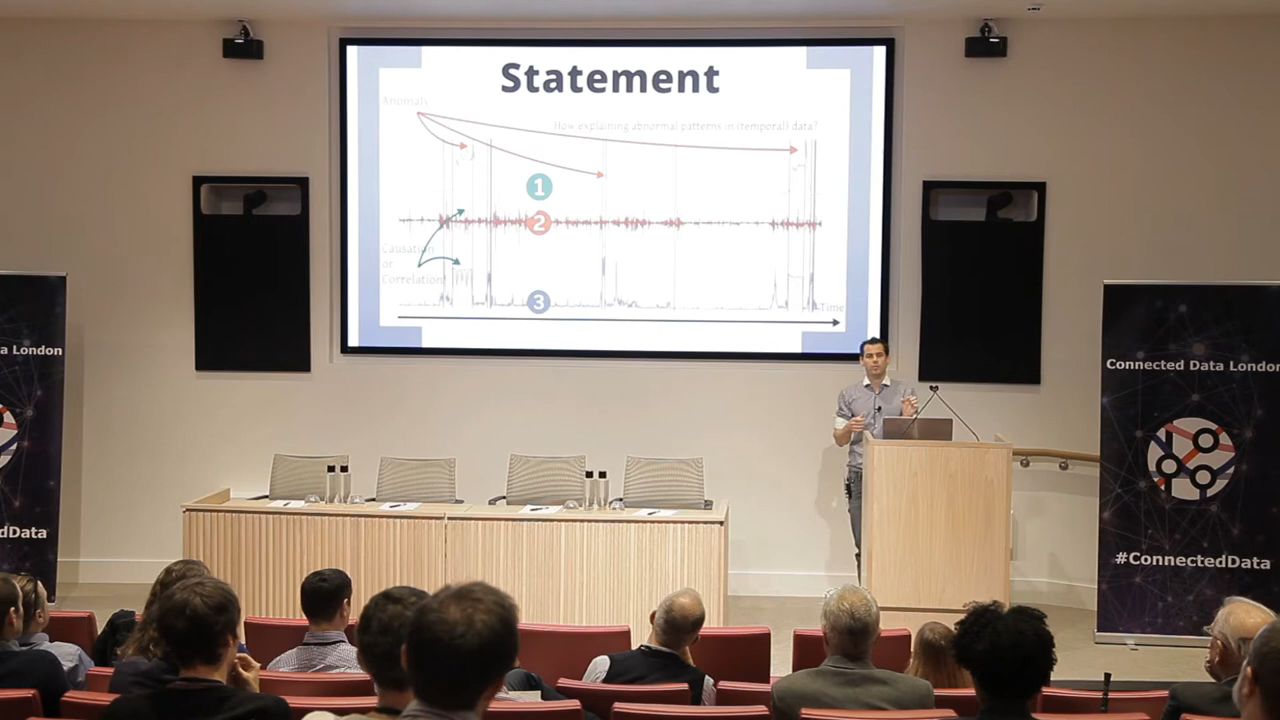 Statement
Anomaly
How explaining abnormal patterns in (temporal) data?
1
2
Causation
or
Correlation
3
Time
a London
dData
Connected Data London
#ConnectedData